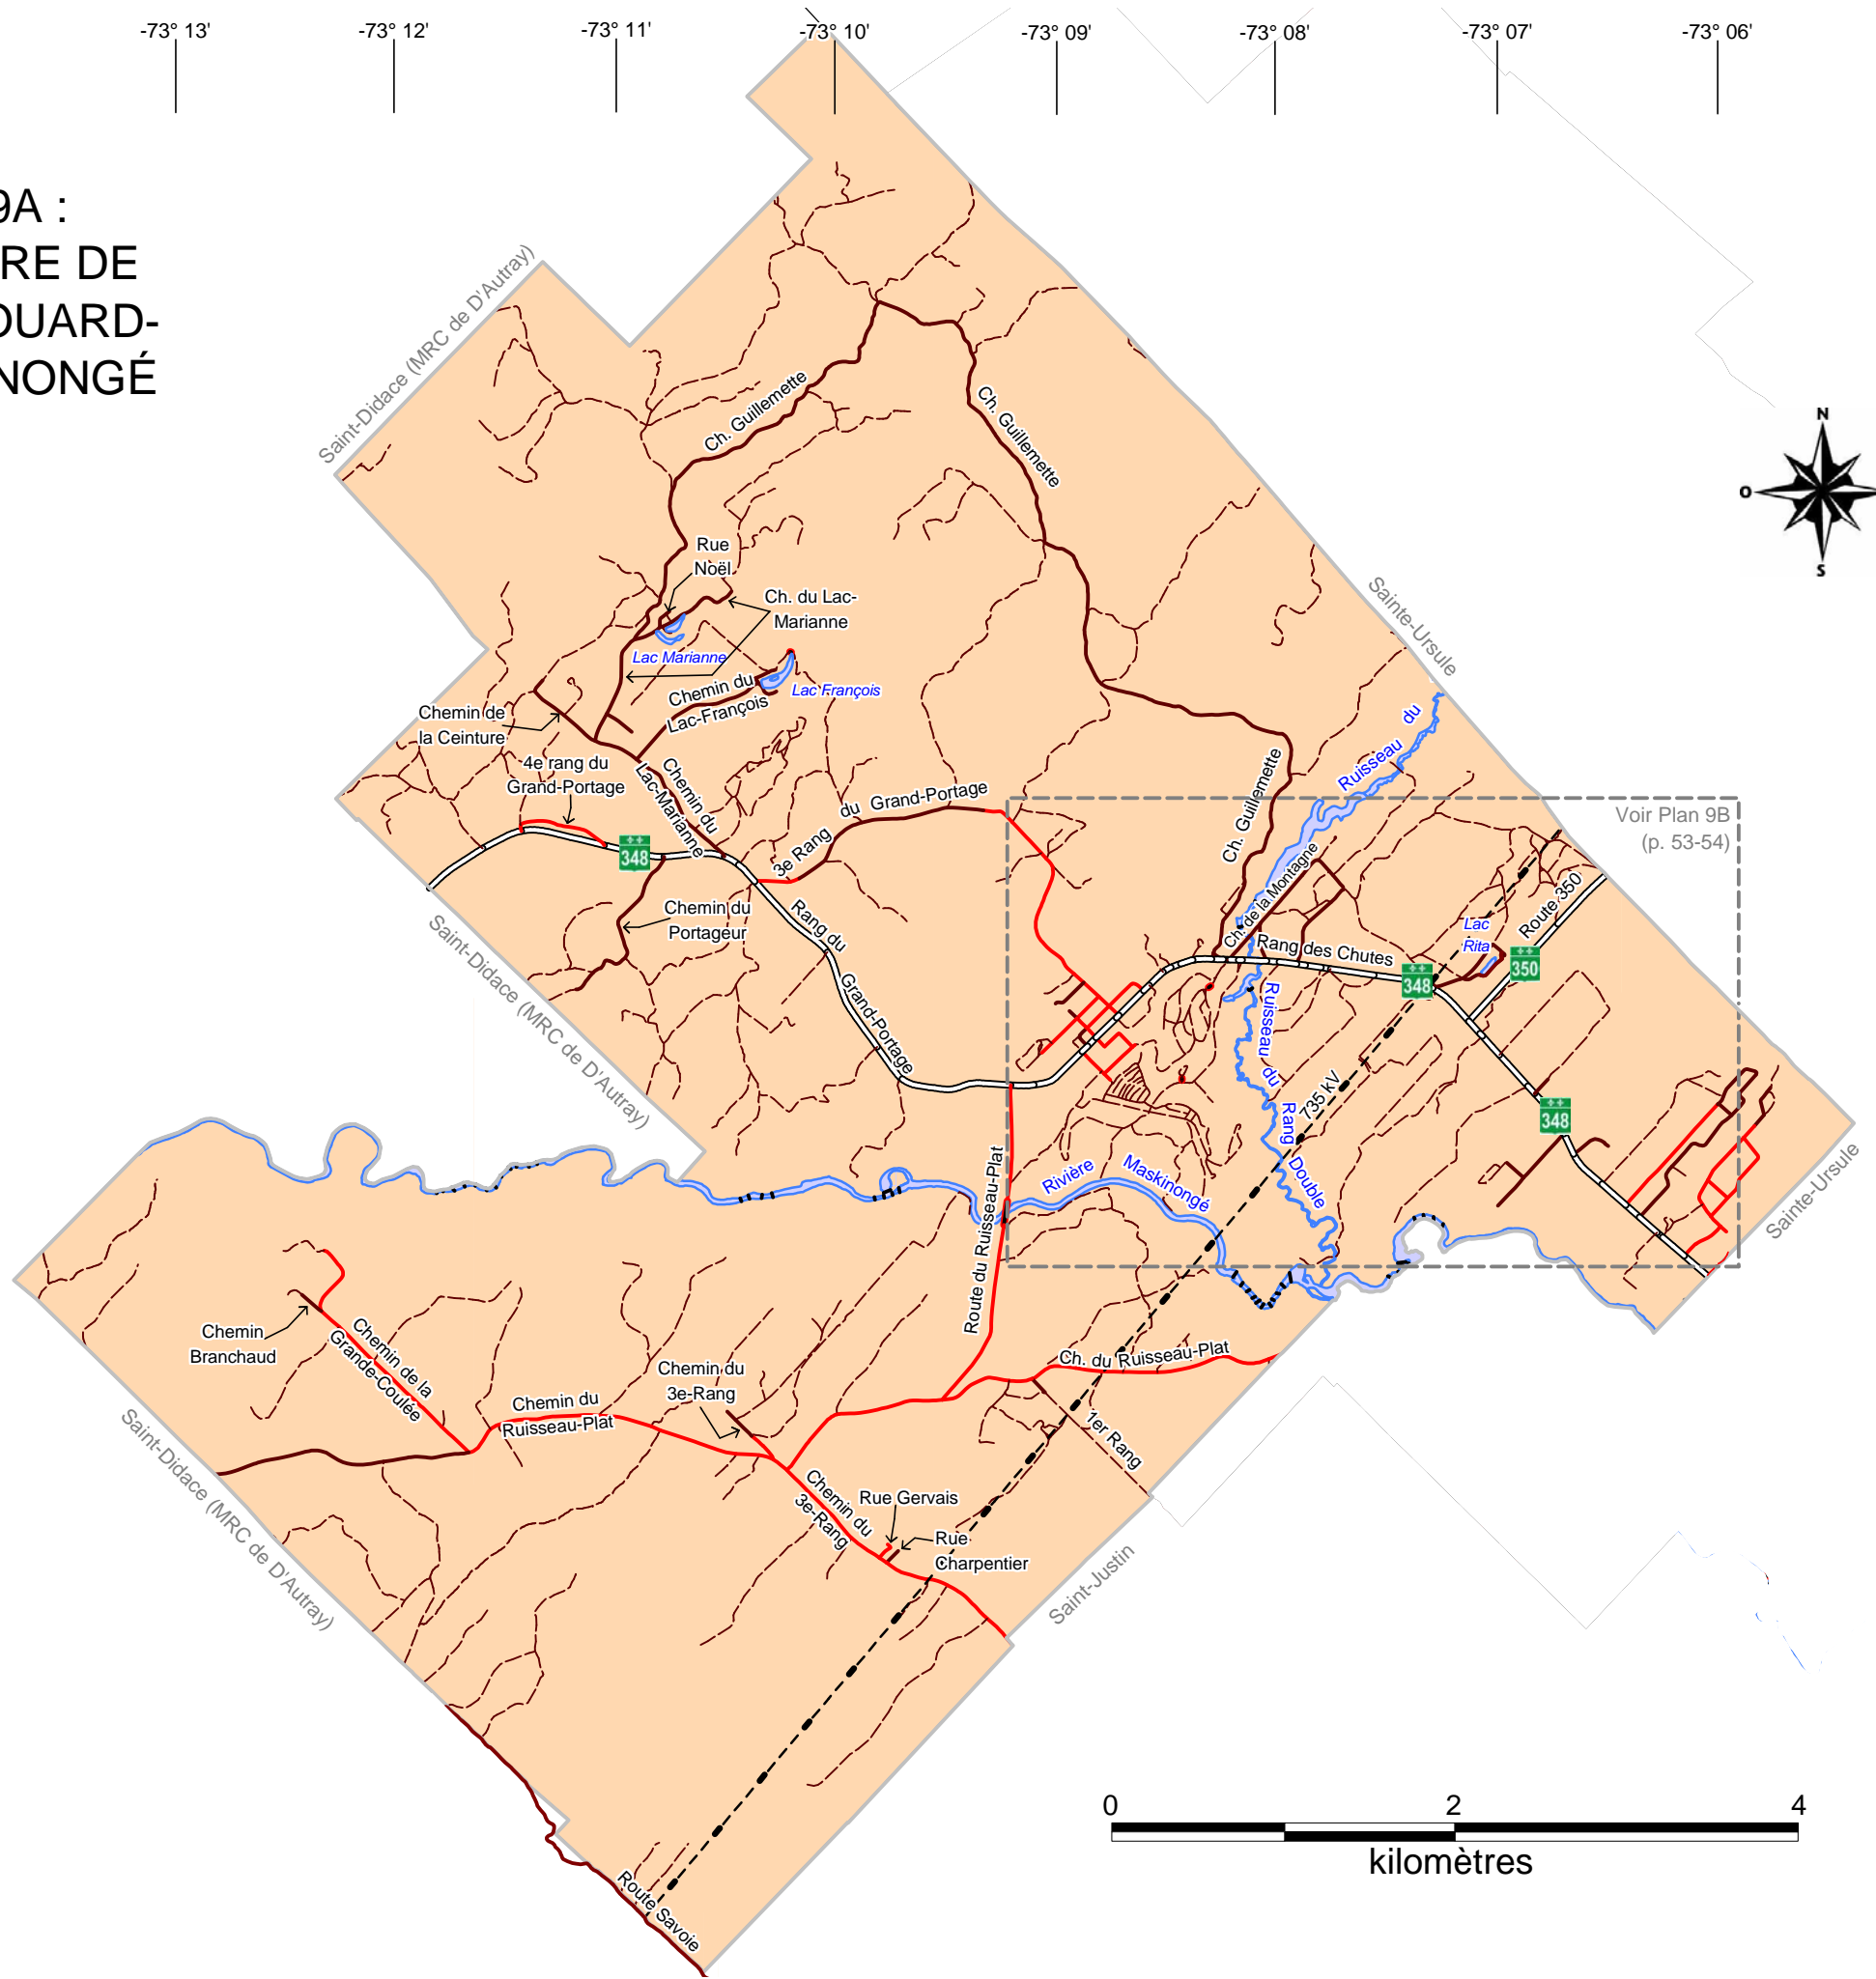 -73° 13'
-73° 12'
-73° 11'
-73° 10'
-73° 09'
-73° 08'
-73° 07'
-73° 06'
9A :
RE DE
OUARD-
NONGÉ
Saint-Didace (MRC de D'Autray)
Ch. Guillemette
Ch. Guillemette
N
O
S
Rue
Noël
Ch. du Lac-
Marianne
Lac Marianne
Chemin du
Lac-François
Lac François
Sainte-Ursule
Chemin de
la Ceinture
4e rang du
Grand-Portage
Chemin du
Lac-Marianne
348
3e Rang
du
Grand-Portage
Ch. Guillemette
Ruisseau
du
Voir Plan 9B
(p. 53-54)
Ch. de la Montagne
Chemin du
Portageur
Rang du
Grand-Portage
Rang des Chutes
Lac
Rita
Route 350
350
348
Saint-Didace (MRC de D'Autray)
Ruisseau
du
Rang
Double
735 kV
348
Rivière
Maskinongé
Route du Ruisseau-Plat
Sainte-Ursule
Chemin
Branchaud
Chemin de la
Grande-Coulée
Chemin du
3e-Rang
Ch. du Ruisseau-Plat
Chemin du
Ruisseau-Plat
1er Rang
Saint-Didace (MRC de D'Autray)
Chemin du
3e-Rang
Rue Gervais
Rue
Charpentier
Saint-Justin
Route Savoie
0
2
4
kilomètres